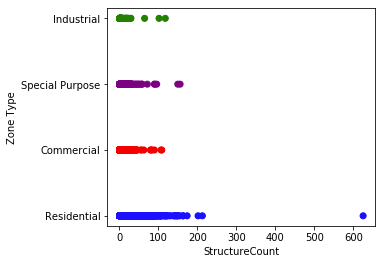 Industrial
Special Purpose
Commercial
Residential
Zone Type
0 100 200 300 400 500 600
StructureCount